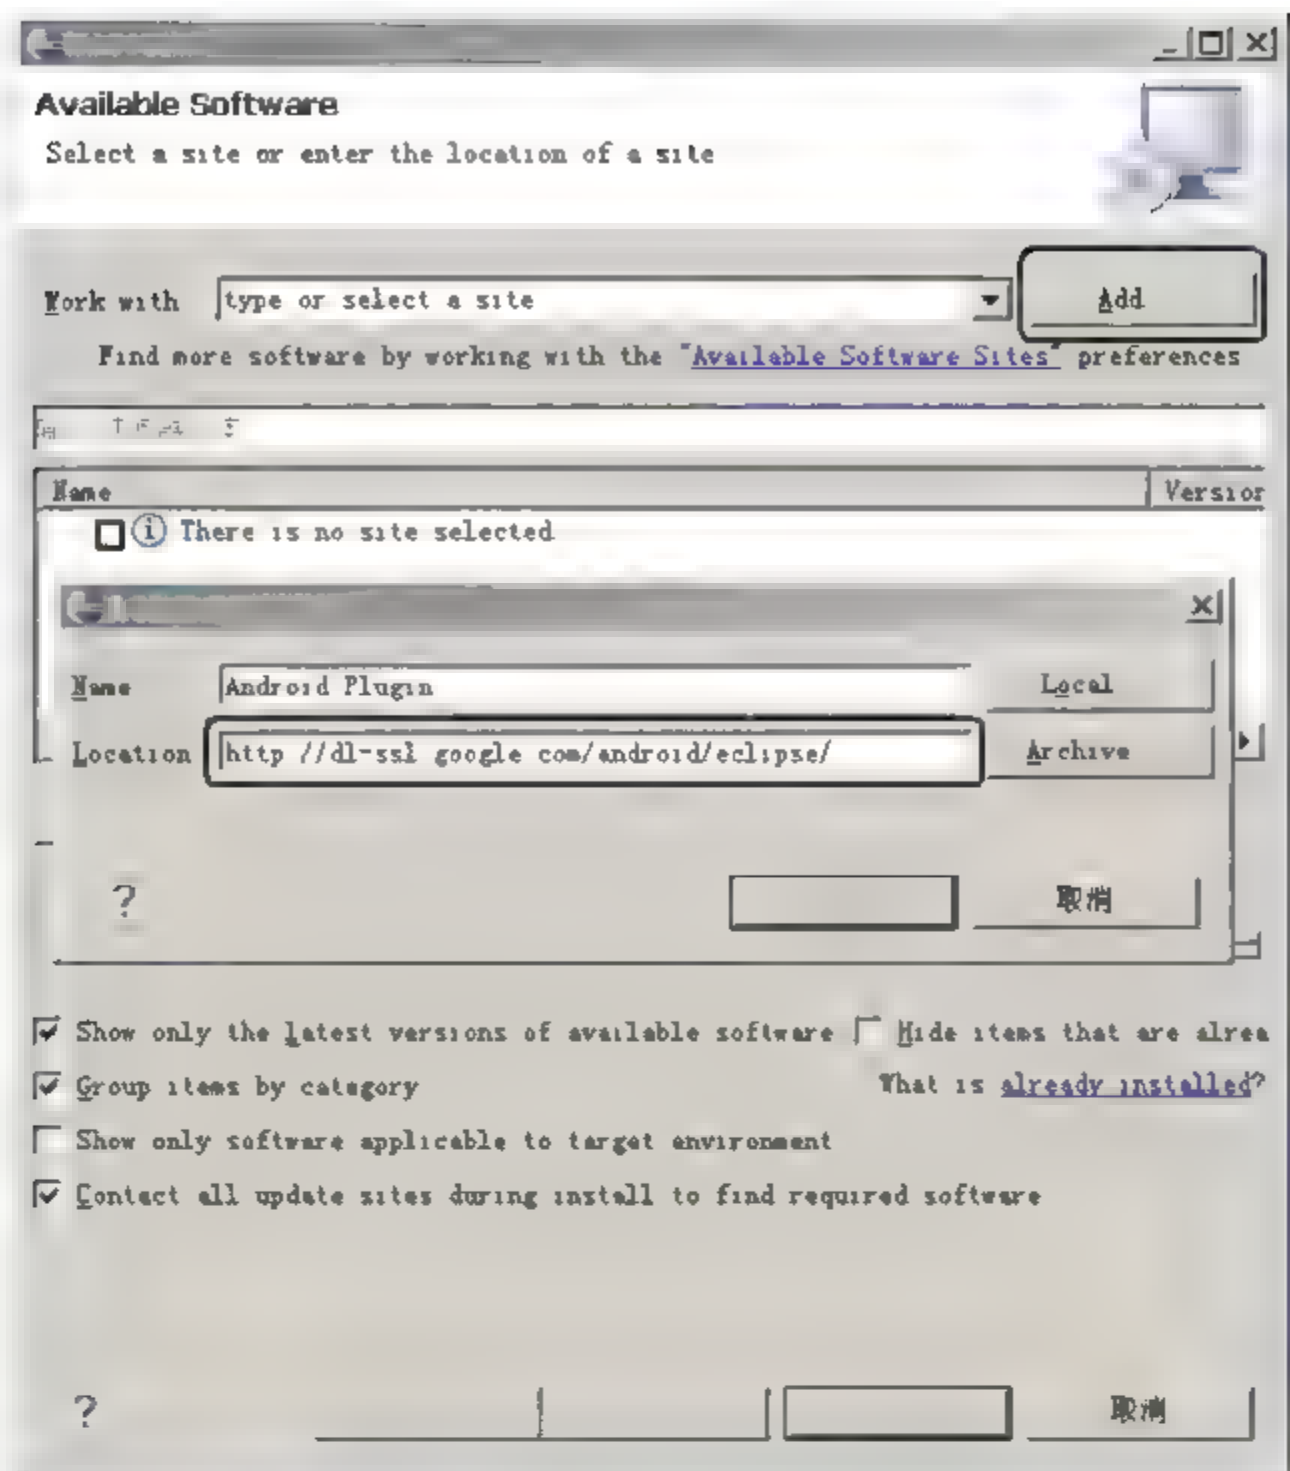 Available Software
Select a site or enter the location of a site
Work with type or select a site Add
Find more software by working with the "Available Software Sites" preferences
Name Version
There is no site selected
Name Android Plugin Local
Location http //dl-ssl google com/android/eclipse/ Archive
? 取消
Show only the latest versions of available software Hide items that are alrea
Group items by category What is already installed?
Show only software applicable to target environment
Contact all update sites during install to find required software
? 取消